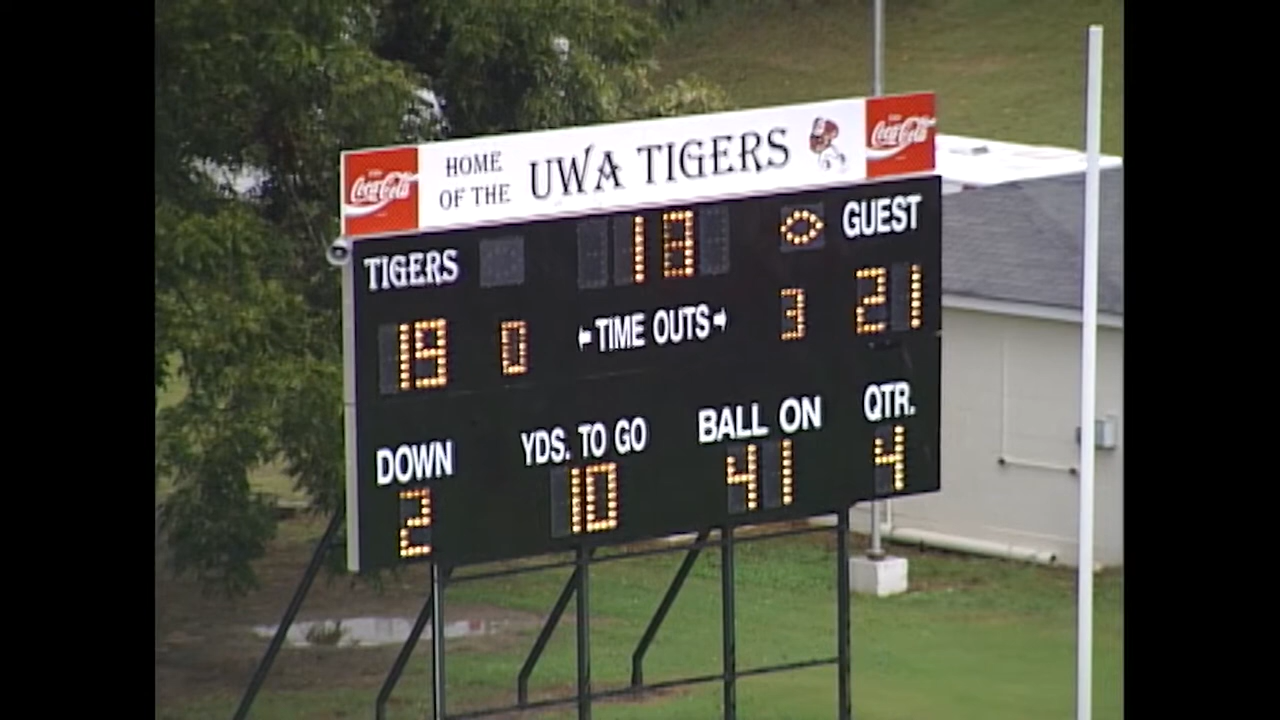 HOME
OF THE
UWA TIGERS
Coca-Cola
Coca-Cola
TIGERS
GUEST
19
0
TIME OUTS
3
21
DOWN
YDS. TO GO
BALL ON
QTR.
2
10
41
4